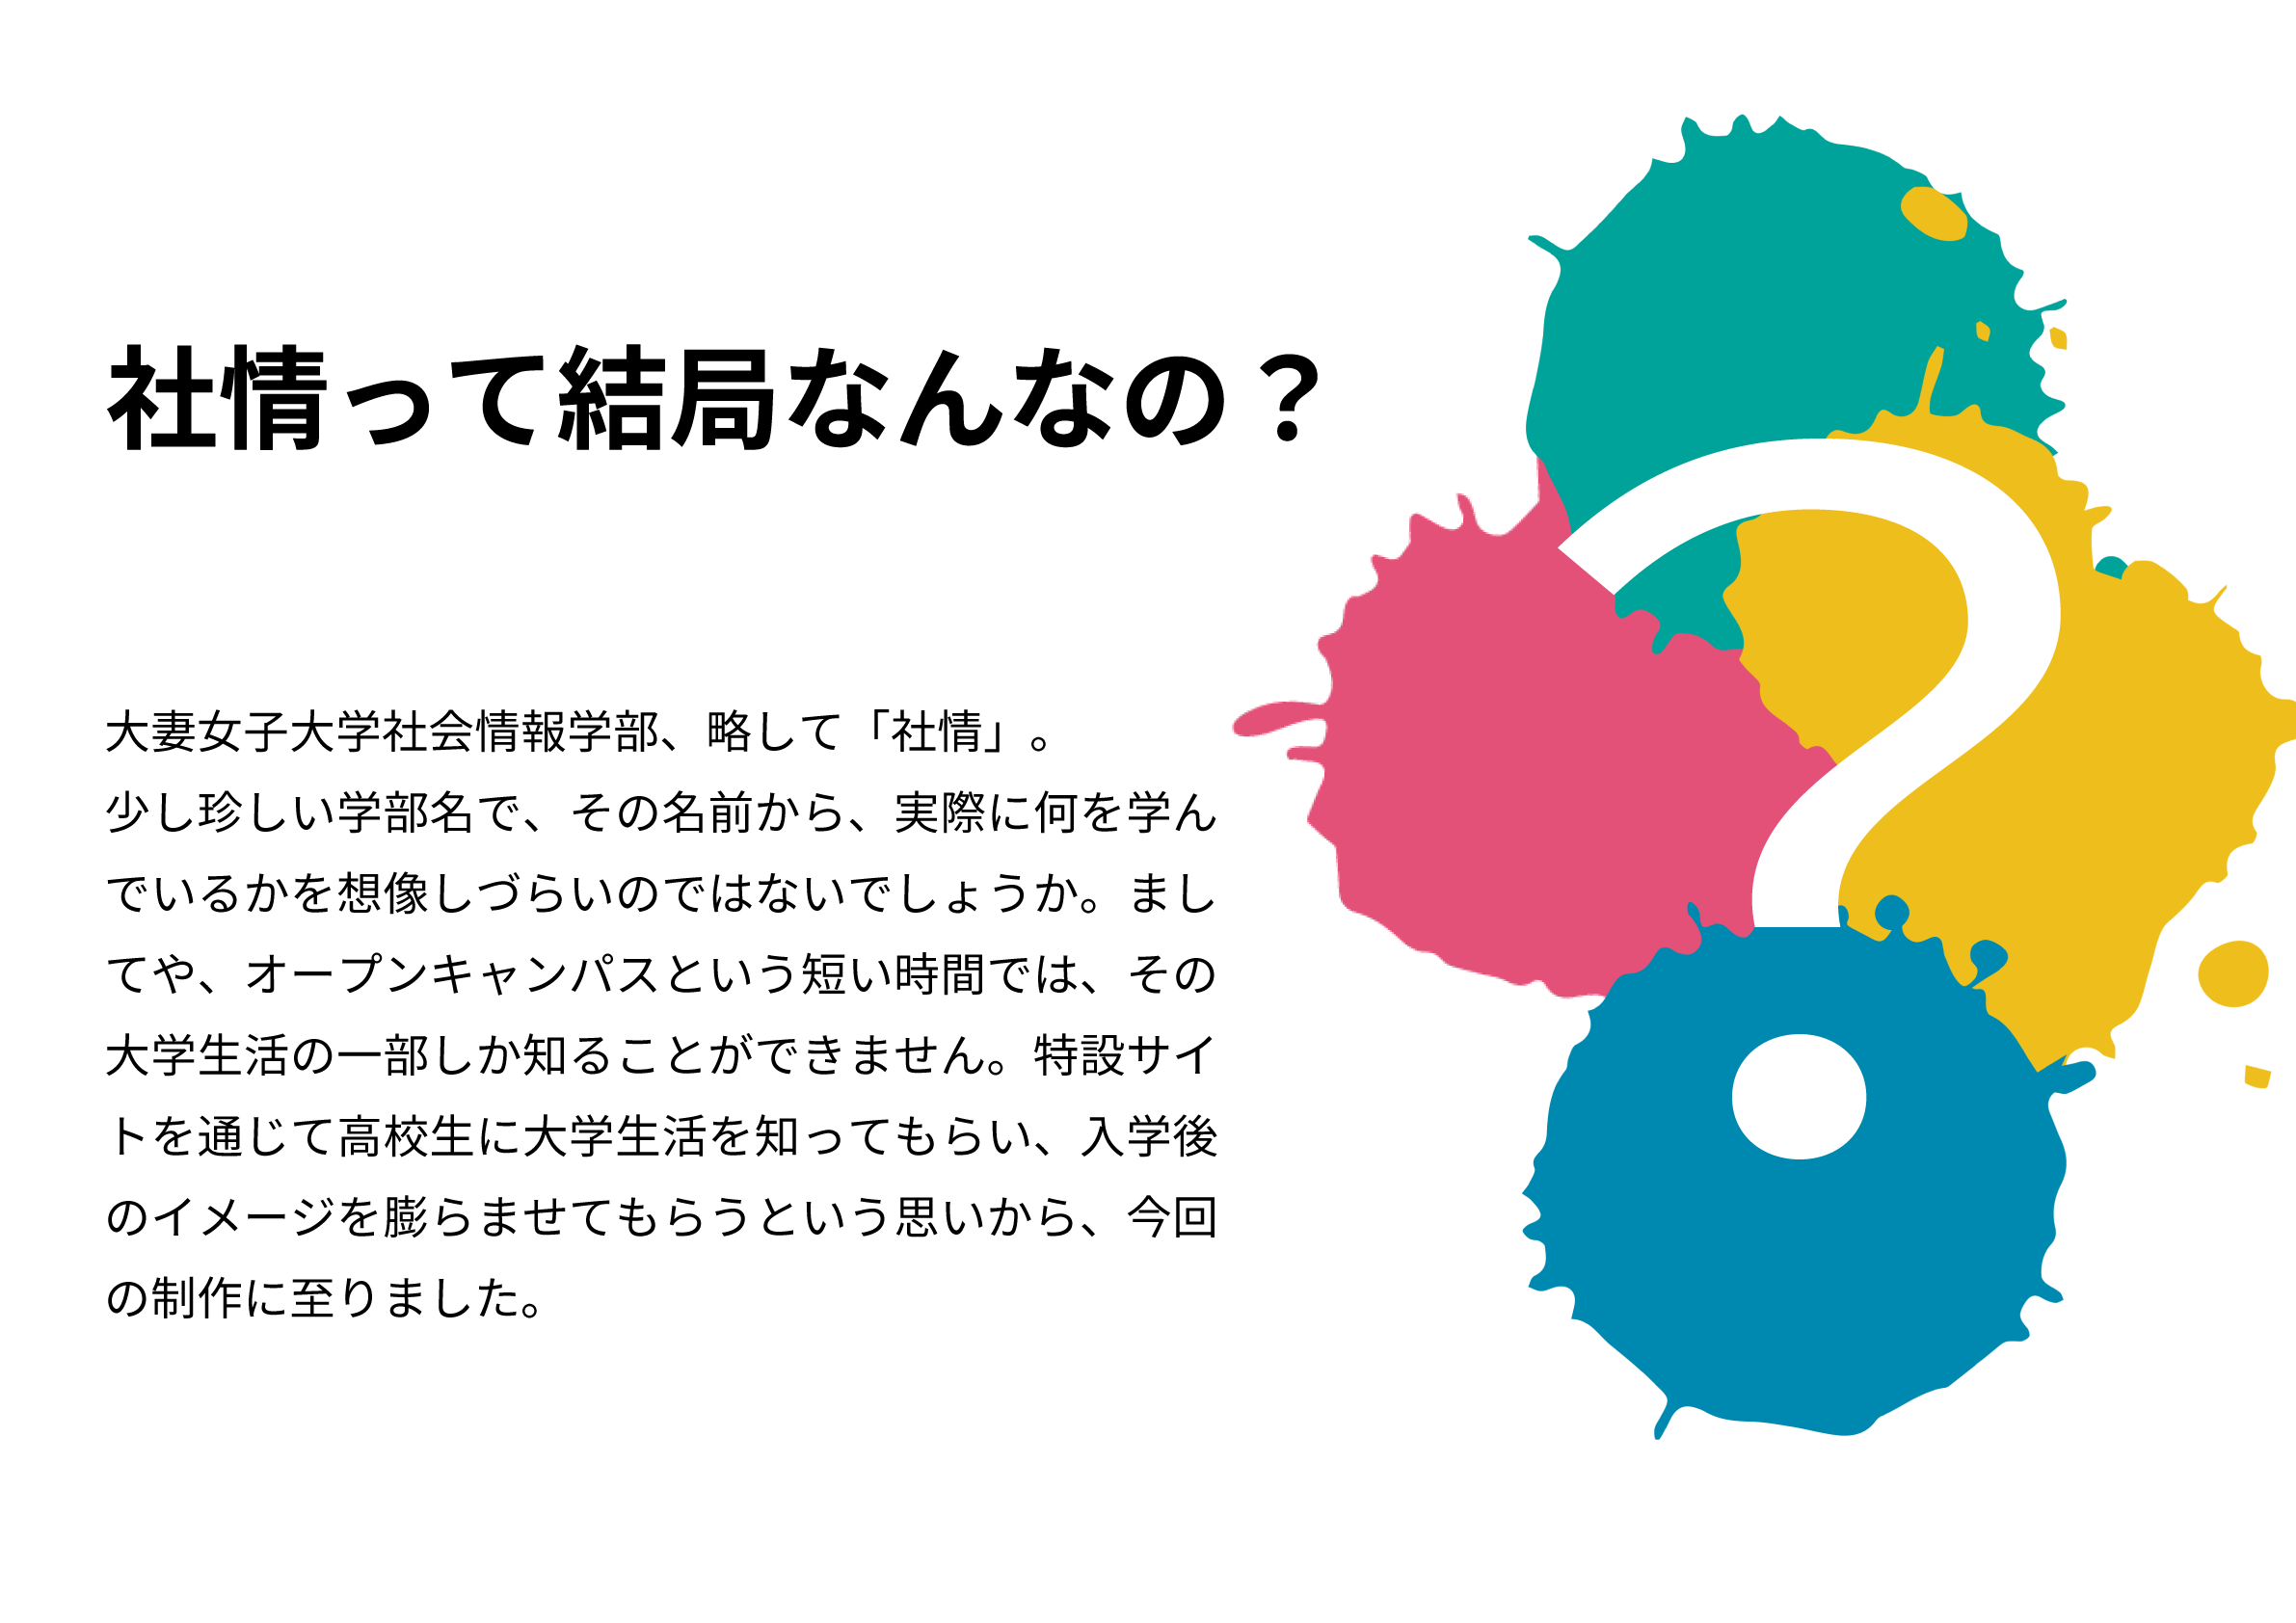 社情って結局なんなの？
大妻女子大学社会情報学部、略して「社情」。
少し珍しい学部名で、その名前から、実際に何を学ん
でいるかを想像しづらいのではないでしょうか。まし
てや、オープンキャンパスという短い時間では、その
大学生活の一部しか知ることができません。特設サイ
トを通じて高校生に大学生活を知ってもらい、入学後
のイメージを膨らませてもらうという思いから、今回
の制作に至りました。
?